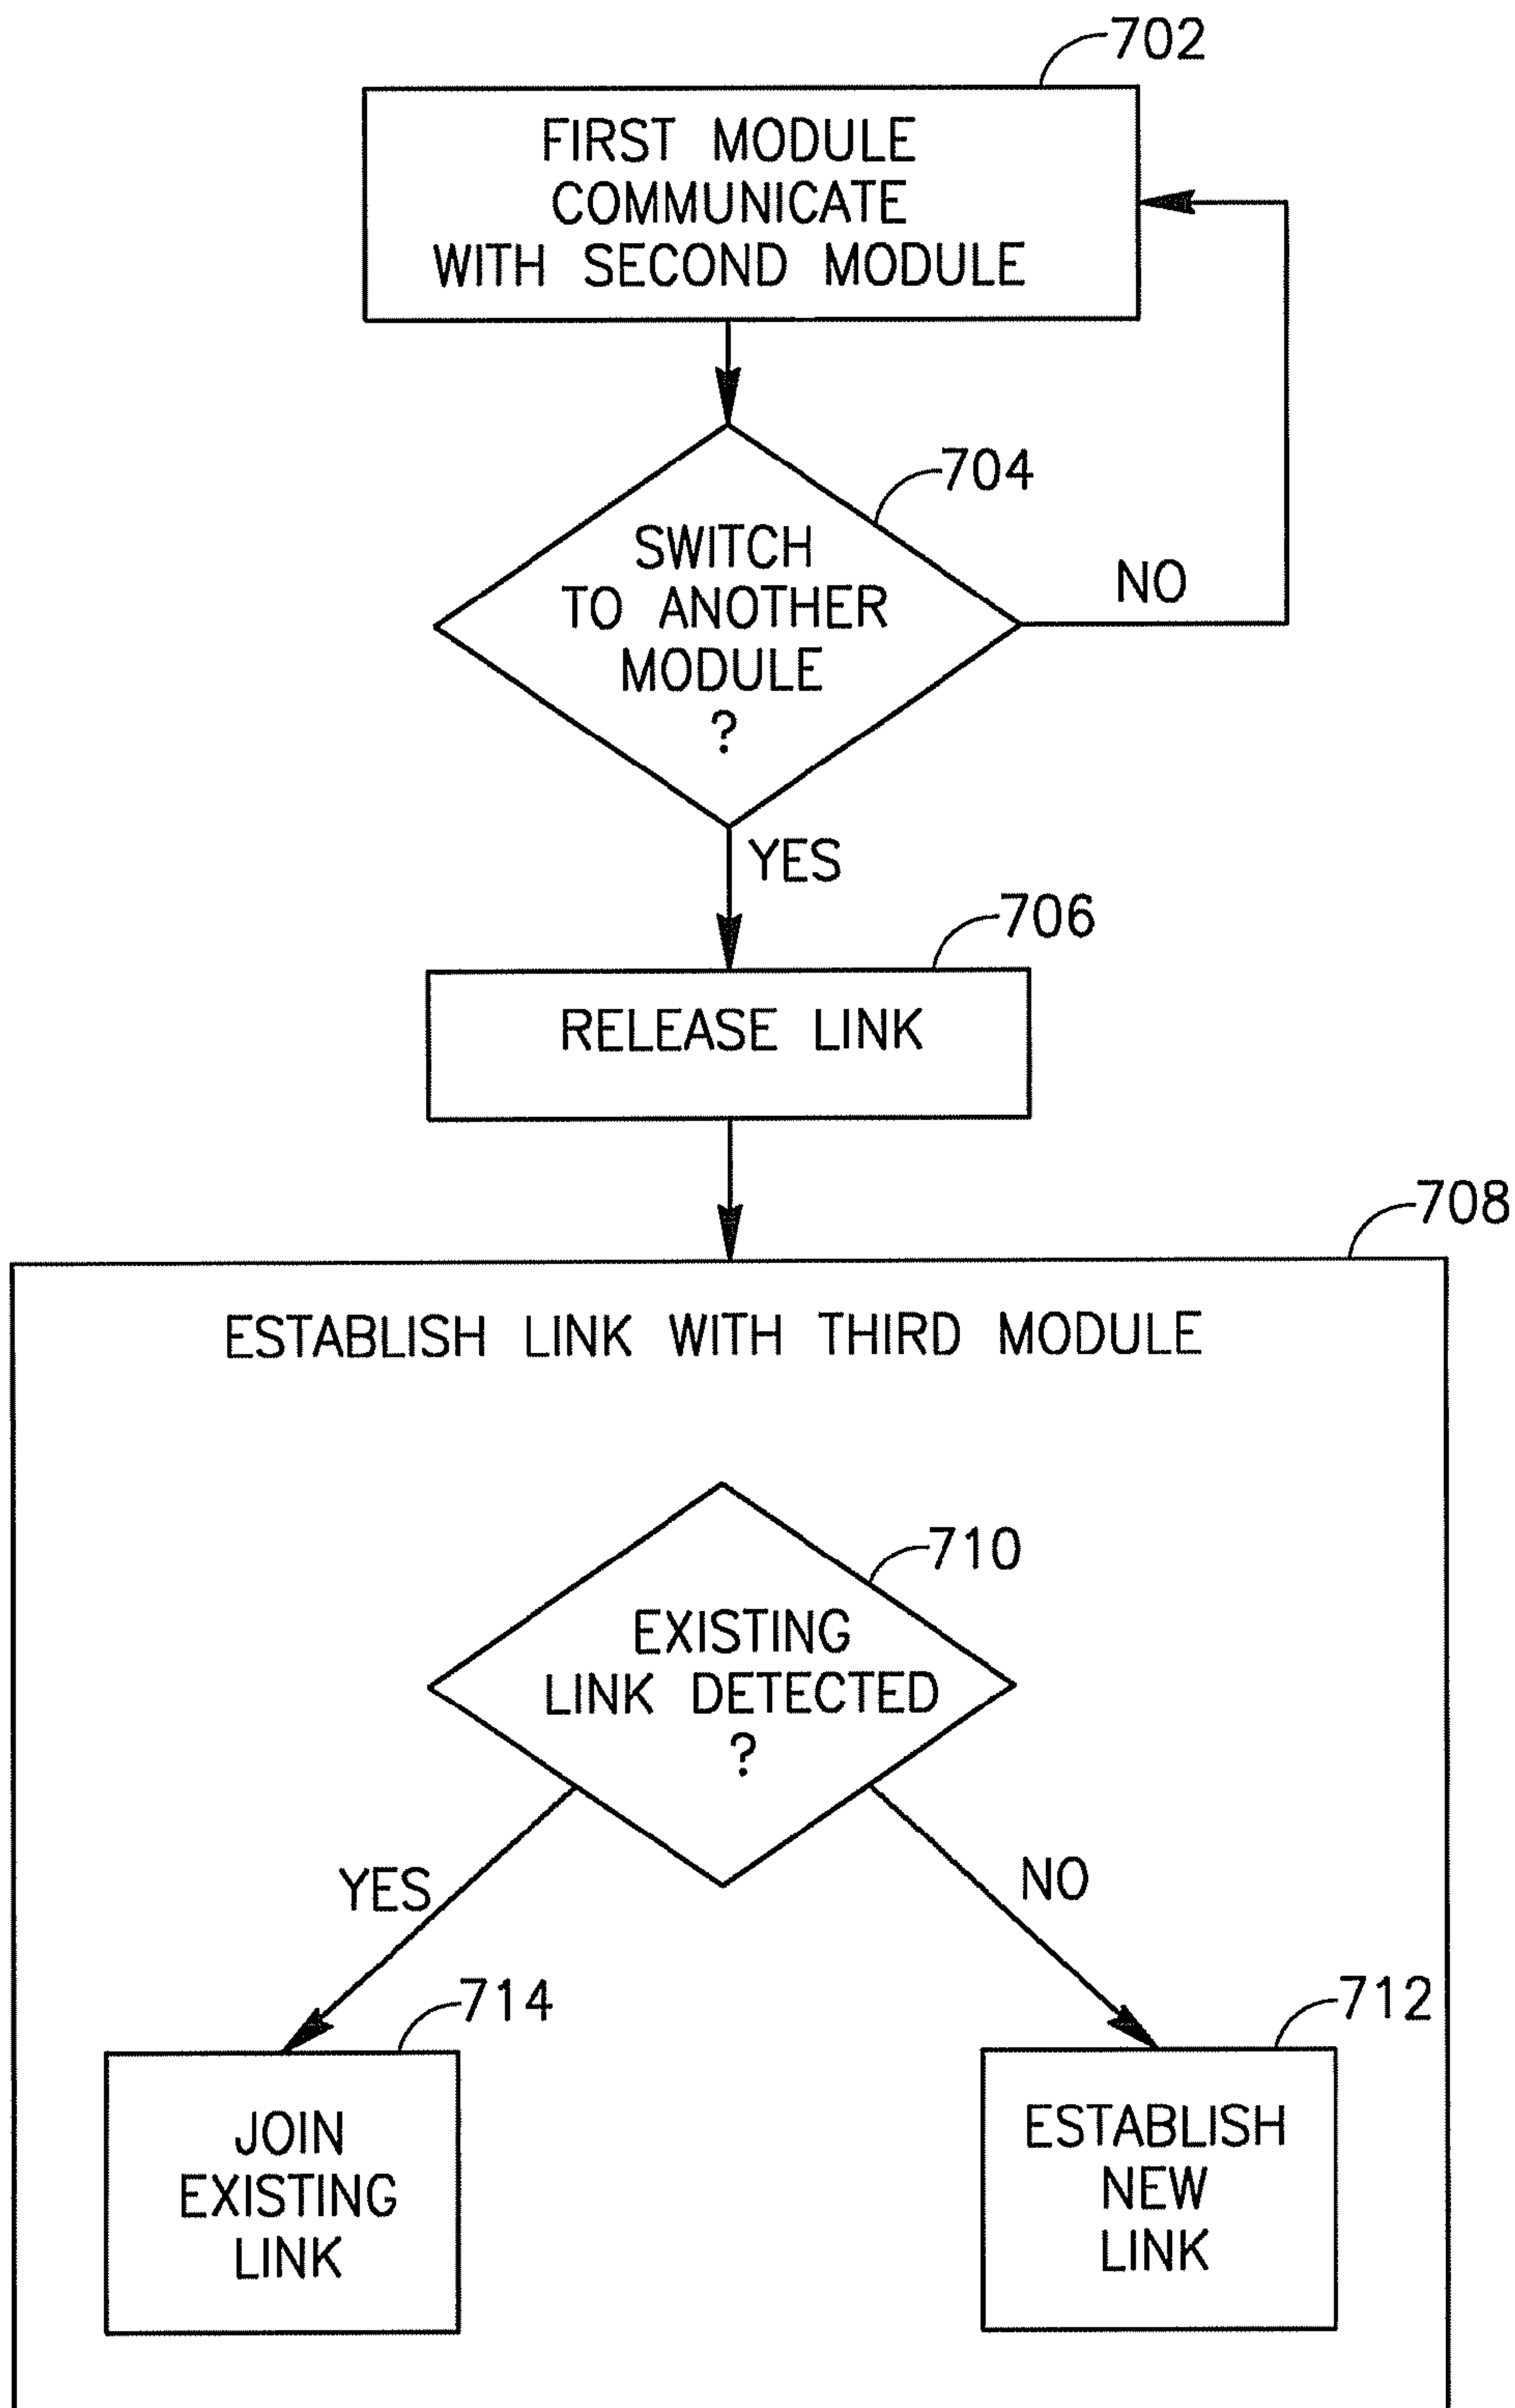 702
FIRST MODULE
COMMUNICATE
WITH SECOND MODULE
704
SWITCH
TO ANOTHER
MODULE
?
NO
YES
706
RELEASE LINK
708
ESTABLISH LINK WITH THIRD MODULE
710
EXISTING
LINK DETECTED
?
YES
NO
714
JOIN
EXISTING
LINK
712
ESTABLISH
NEW
LINK